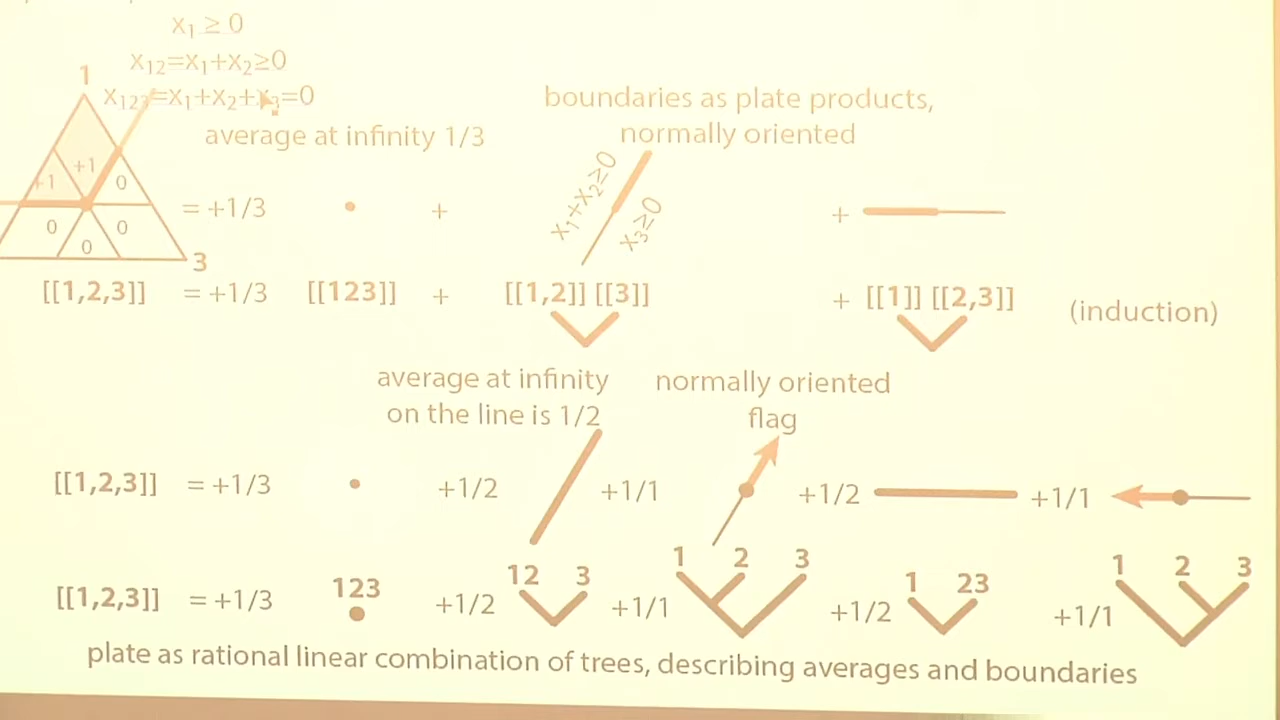 x₁ ≥ 0
x₁₂=x₁+x₂≥0
x₁₂₃=x₁+x₂+x₃=0
average at infinity 1/3
boundaries as plate products,
normally oriented
1
+1
+1
0
0
0
0
3
= +1/3 +
x₁+x₂≥0
x₃≥0
+
[[1,2,3]] = +1/3 [[123]] + [[1,2]] [[3]] + [[1]] [[2,3]] (induction)
average at infinity
on the line is 1/2
normally oriented
flag
[[1,2,3]] = +1/3 +1/2 +1/1 +1/2 +1/1
12 3 1 2 3 1 23 1 2 3
[[1,2,3]] = +1/3 123 +1/2 +1/1 +1/2 +1/1
plate as rational linear combination of trees, describing averages and boundaries